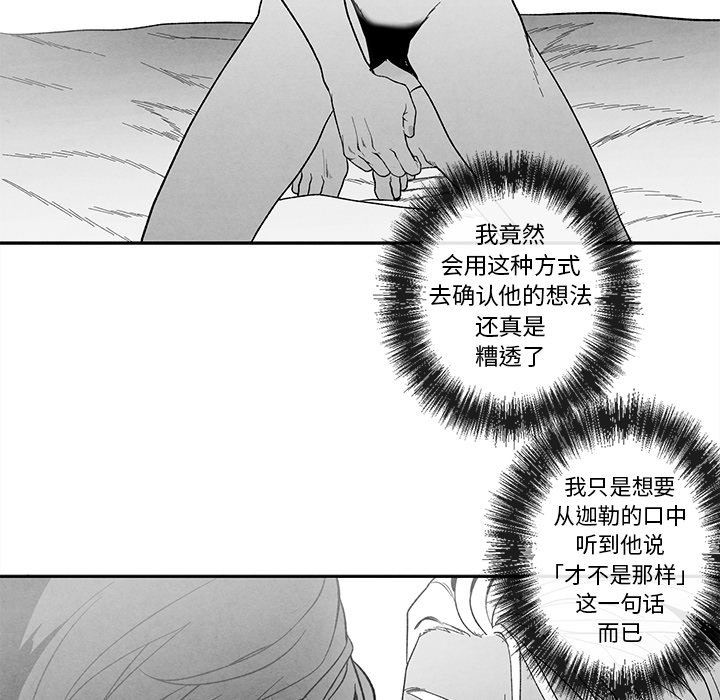 我竟然
会用这种方式
去确认他的想法
还真是
糟透了
我只是想要
从迦勒的口中
听到他说
「才不是那样」
这一句话
而已